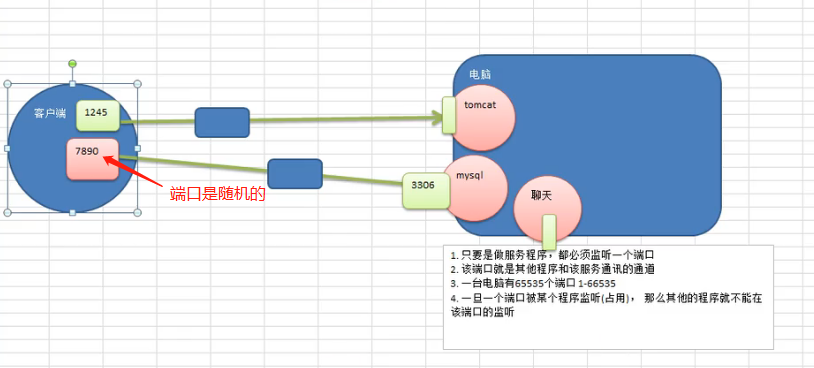 电脑
tomcat
客户端
1245
7890
端口是随机的
3306
mysql
聊天
1. 只要是做服务程序，都必须监听一个端口
2. 该端口就是其他程序和该服务通讯的通道
3. 一台电脑有65535个端口 1-66535
4. 一旦一个端口被某个程序监听(占用)， 那么其他的程序就不能在
该端口的监听